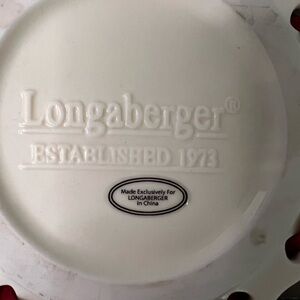 Longaberger®
ESTABLISHED 1973
Made Exclusively For
LONGABERGER
in China